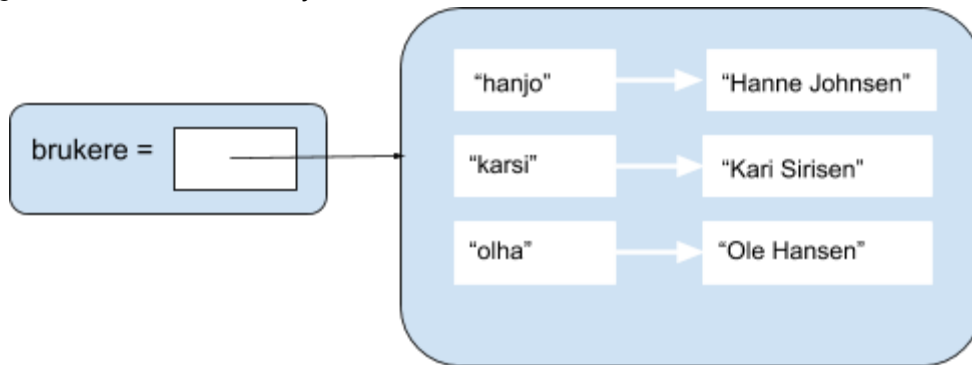 “hanjo”
“Hanne Johnsen”
brukere =
“karsi”
“Kari Sirisen”
“olha”
“Ole Hansen”